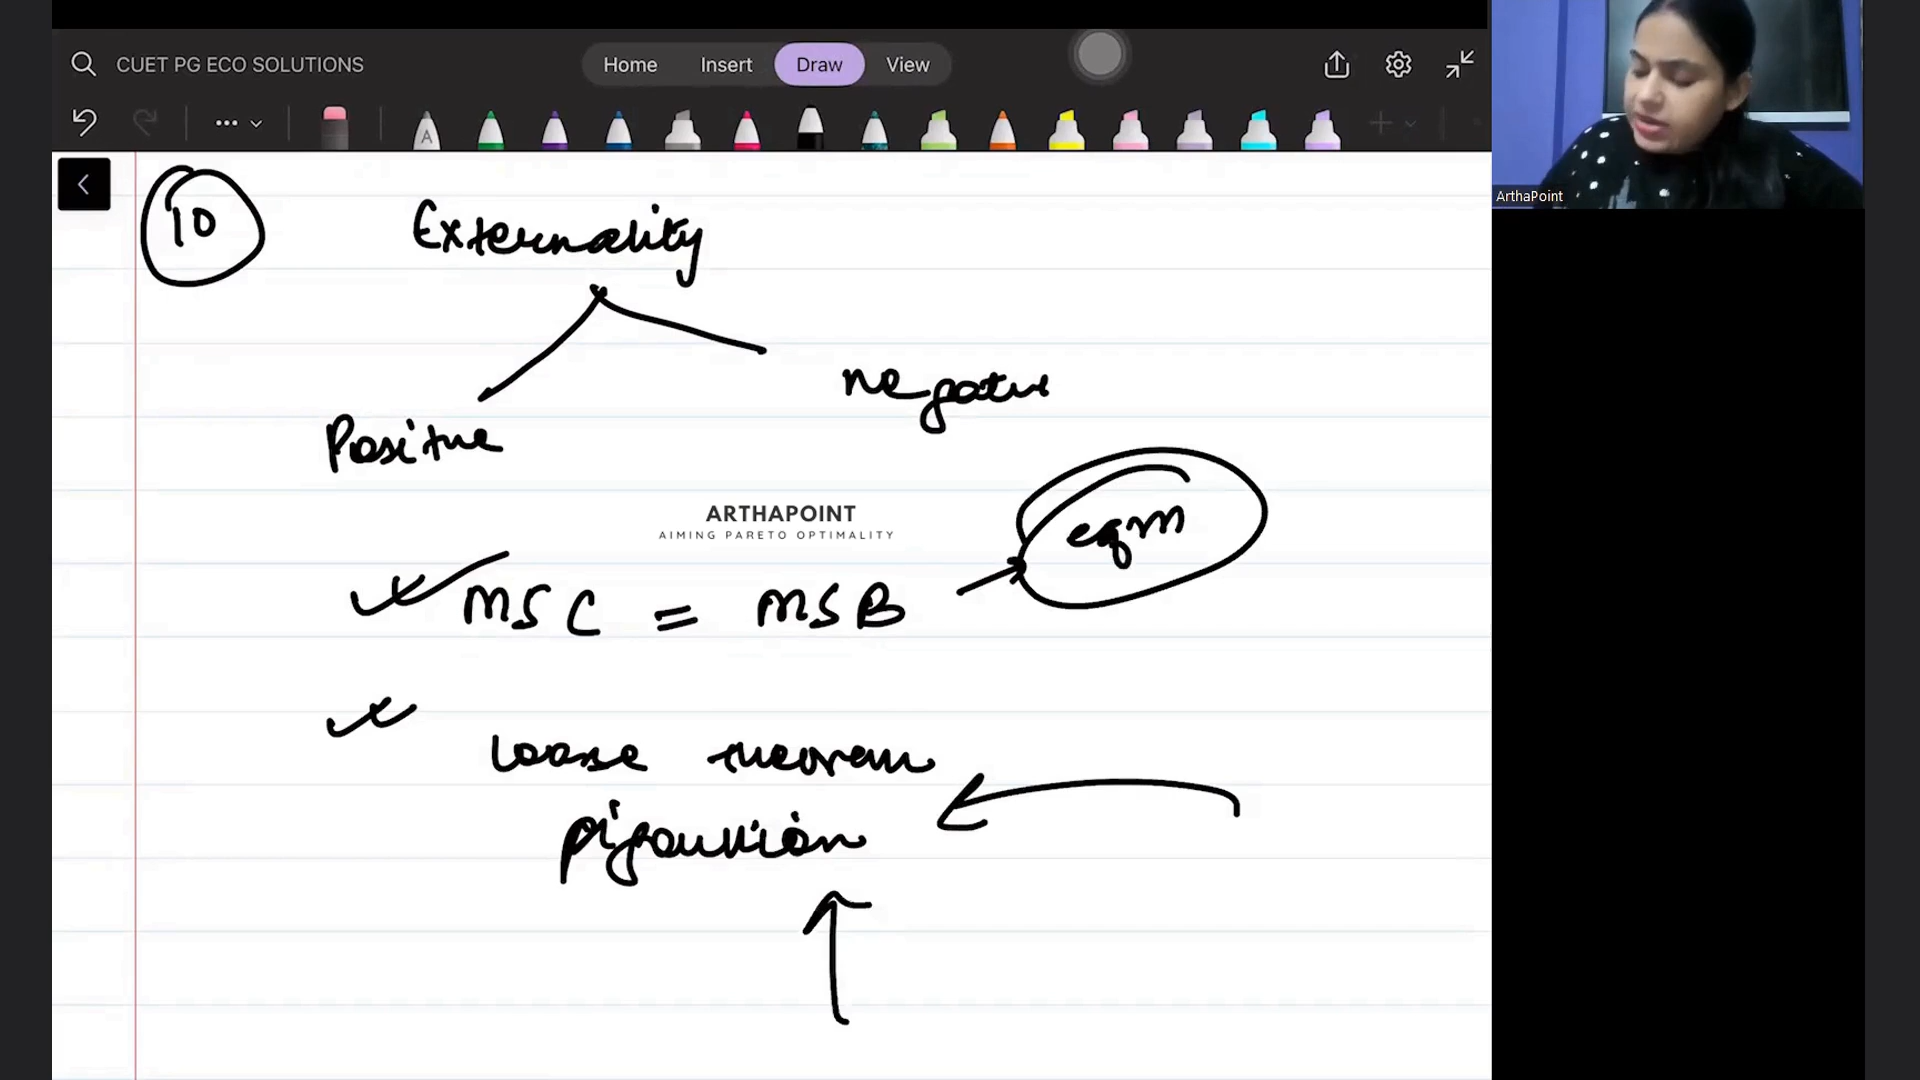 CUET PG ECO SOLUTIONS
Home Insert Draw View
A
ArthaPoint
10
Externality
Positive
negative
ARTHAPOINT
AIMING PARETO OPTIMALITY
eqm
MSC = MSB
Coase theorem
pigouvian